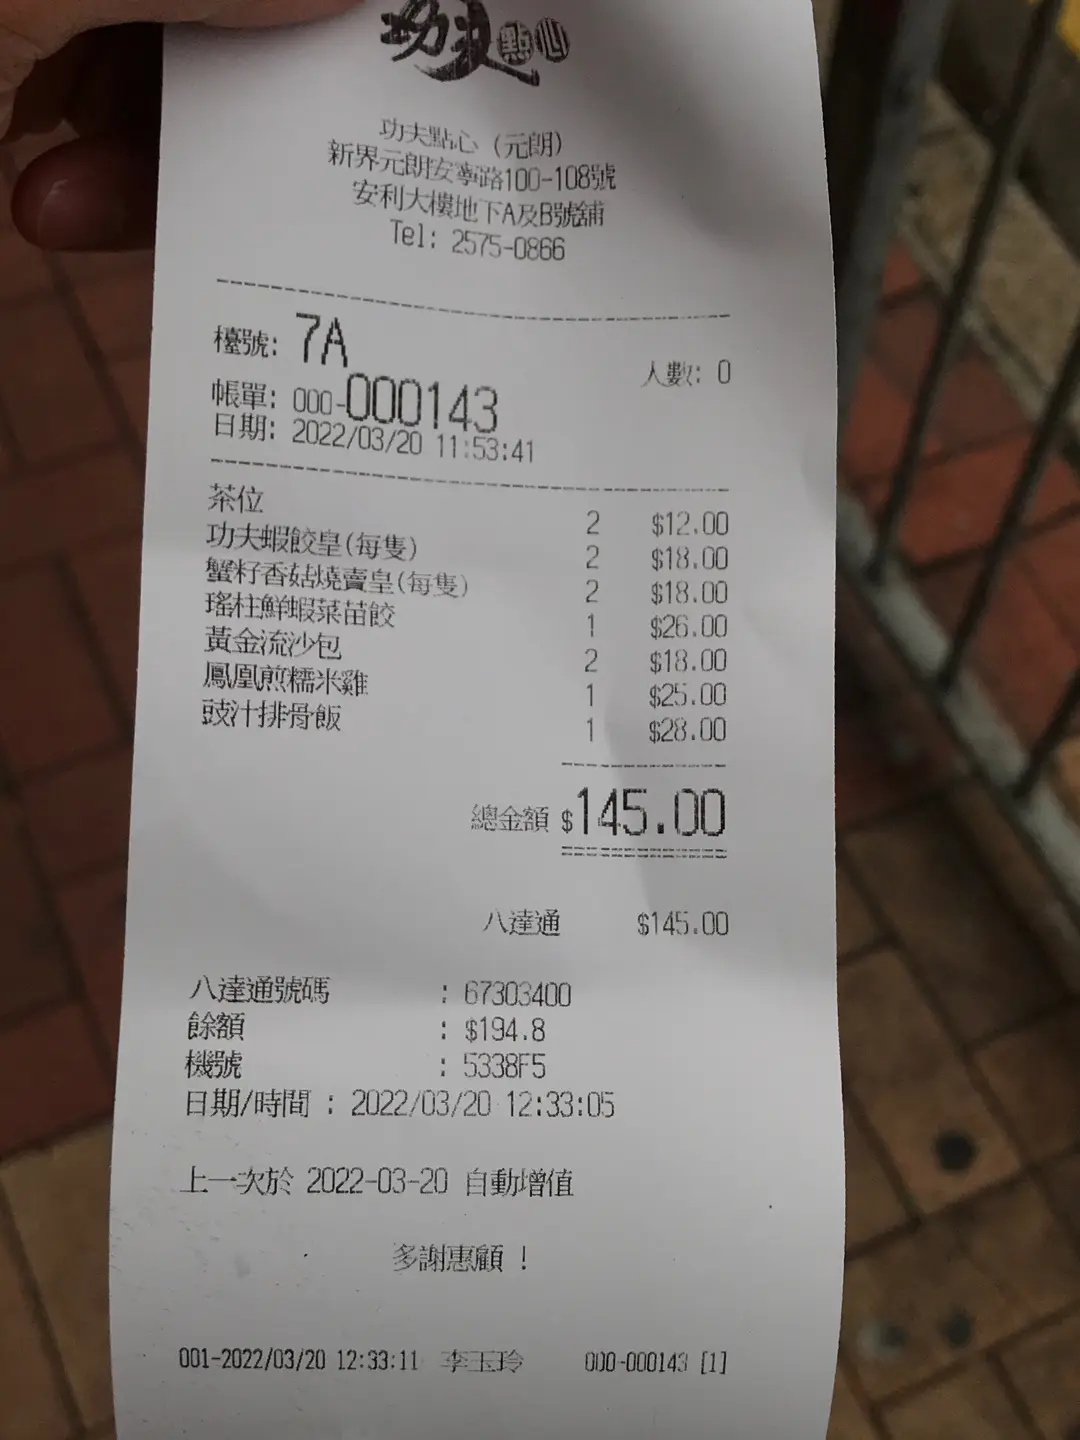 功夫點心
功夫點心 (元朗)
新界元朗安寧路100-108號
安利大樓地下A及B號舖
Tel: 2575-0866
檯號: 7A 人數: 0
帳單: 000-000143
日期: 2022/03/20 11:53:41
茶位 2 $12.00
功夫蝦餃皇(每隻) 2 $18.00
蟹籽香菇燒賣皇(每隻) 2 $18.00
瑤柱鮮蝦菜苗餃 1 $26.00
黃金流沙包 2 $18.00
鳳凰煎糯米雞 1 $25.00
豉汁排骨飯 1 $28.00
總金額 $145.00
八達通 $145.00
八達通號碼 : 67303400
餘額 : $194.8
機號 : 5338F5
日期/時間 : 2022/03/20 12:33:05
上一次於 2022-03-20 自動增值
多謝惠顧 !
001-2022/03/20 12:33:11 李玉玲 000-000143 [1]